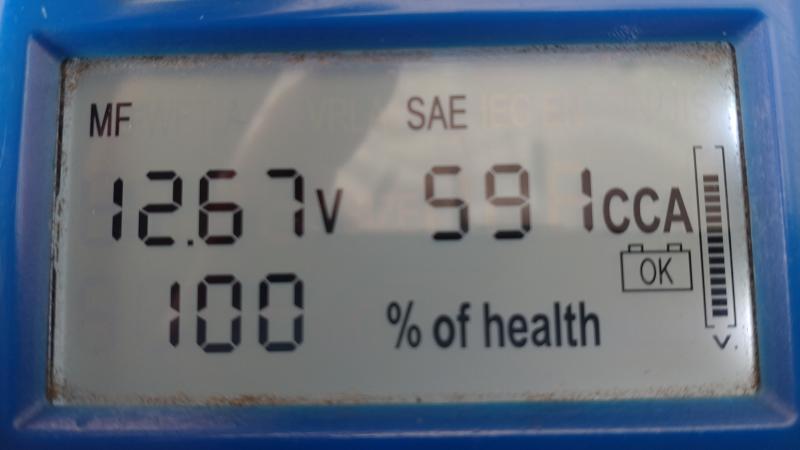 MF SAE
12.67V 591CCA
OK
100 % of health
V.